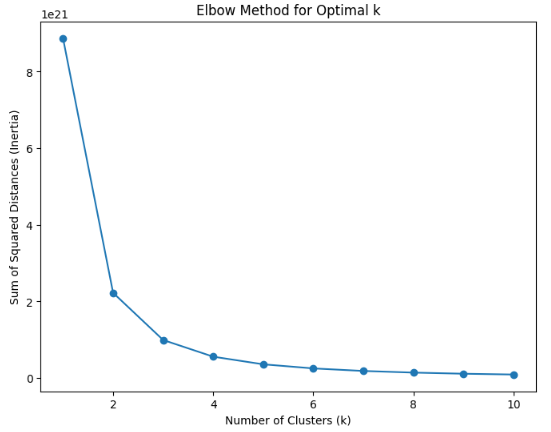 Elbow Method for Optimal k
1e21
8
6
4
2
0
Sum of Squared Distances (Inertia)
2 4 6 8 10
Number of Clusters (k)